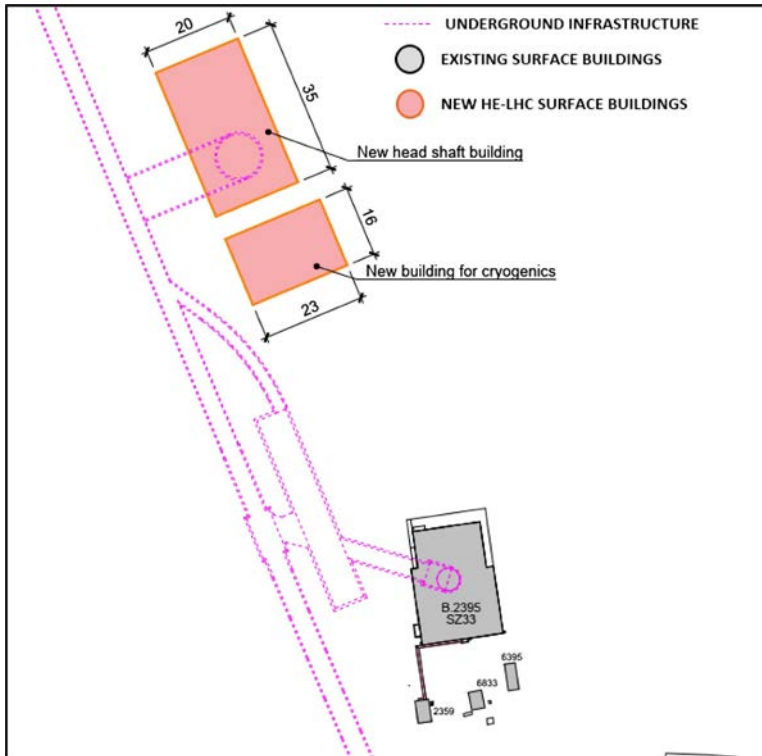 20
UNDERGROUND INFRASTRUCTURE
EXISTING SURFACE BUILDINGS
35
NEW HE-LHC SURFACE BUILDINGS
New head shaft building
16
New building for cryogenics
23
B.2395
SZ33
6395
6833
2359